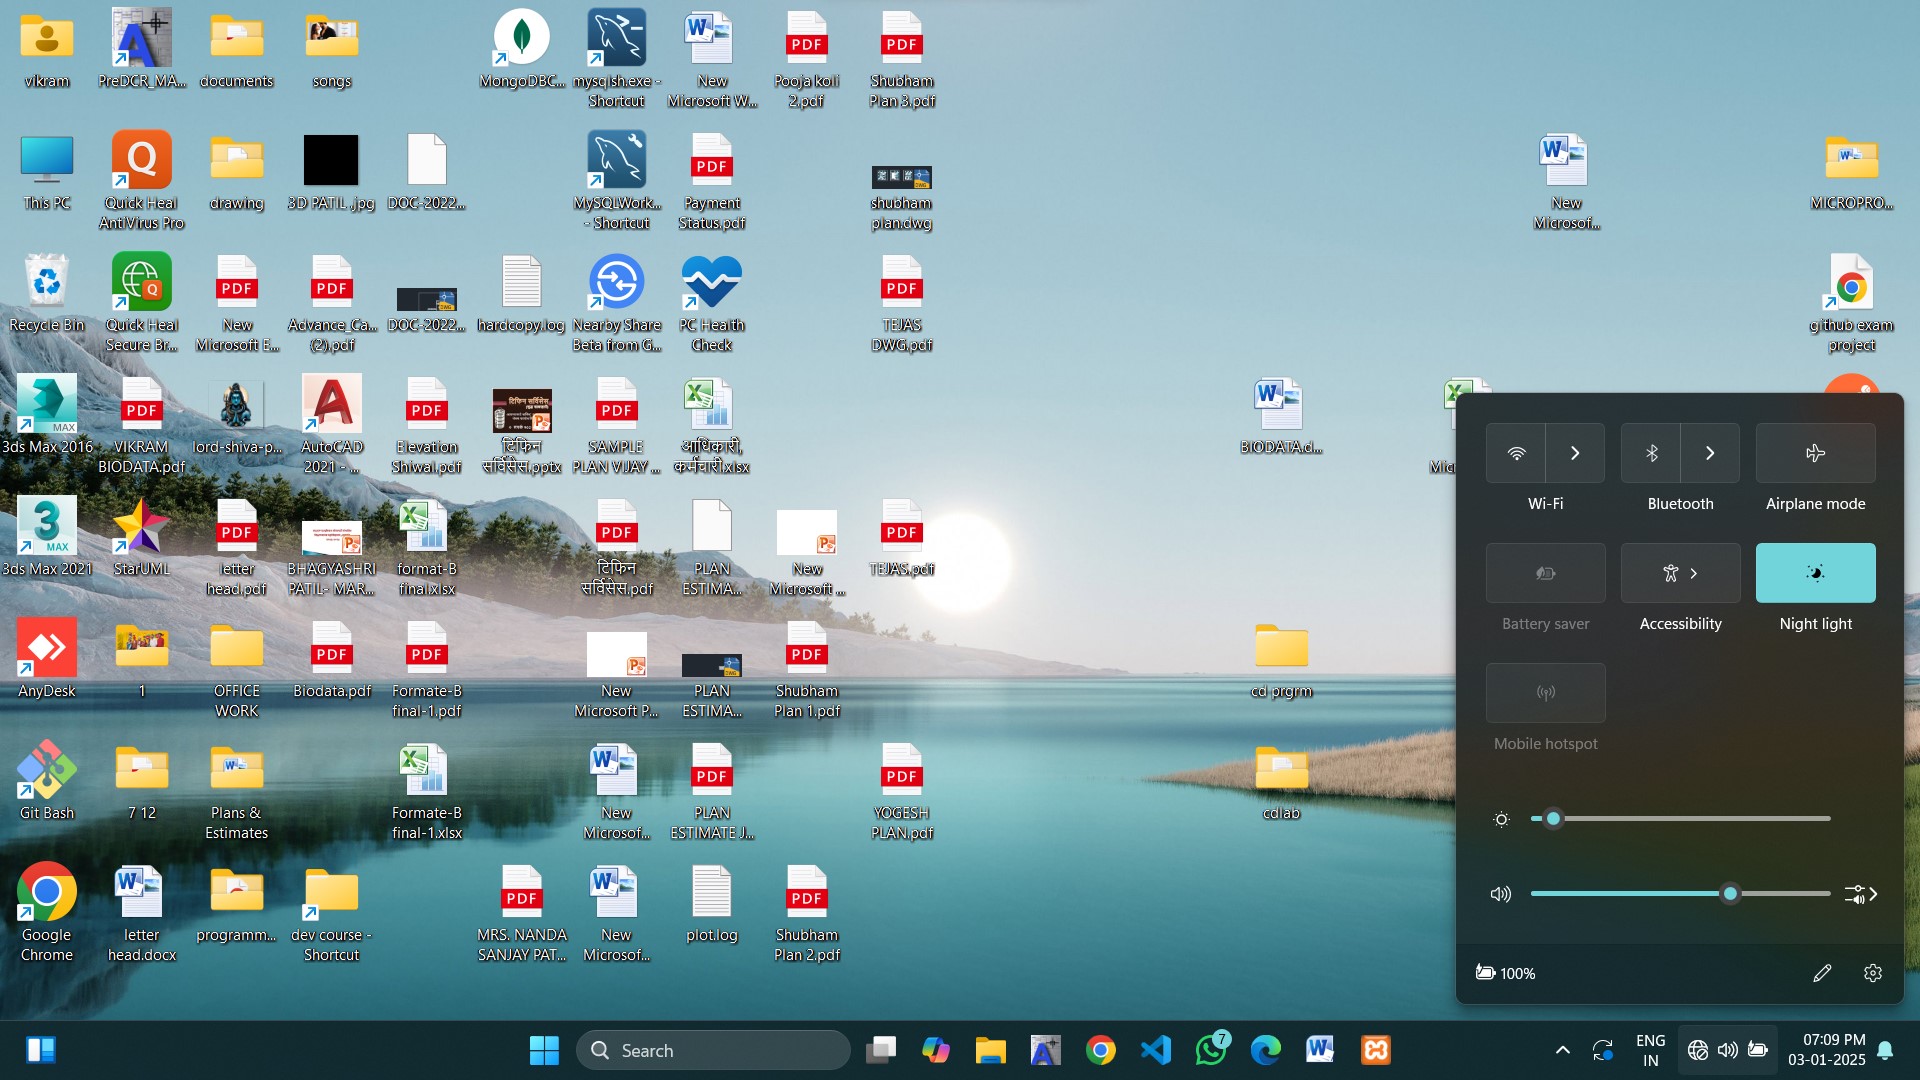 vikram
PreDCR_MA...
documents
songs
MongoDBC...
mysqlsh.exe -
Shortcut
New
Microsoft W...
Pooja koli
2.pdf
Shubham
Plan 3.pdf
This PC
Quick Heal
AntiVirus Pro
drawing
3D PATIL .jpg
DOC-2022...
MySQLWork...
- Shortcut
Payment
Status.pdf
shubham
plan.dwg
New
Microsof...
MICROPRO...
Recycle Bin
Quick Heal
Secure Br...
New
Microsoft E...
Advance_Ca...
(2).pdf
DOC-2022...
hardcopy.log
Nearby Share
Beta from G...
PC Health
Check
TEJAS
DWG.pdf
github exam
project
3ds Max 2016
VIKRAM
BIODATA.pdf
lord-shiva-p...
AutoCAD
2021 - ...
Elevation
Shiwai.pdf
टिफिन
सर्विसेस.pptx
SAMPLE
PLAN VIJAY ...
आधिकारी,
कर्मचारी.xlsx
BIODATA.d...
3ds Max 2021
StarUML
letter
head.pdf
BHAGYASHRI
PATIL- MAR...
format-B
final.xlsx
टिफिन
सर्विसेस.pdf
PLAN
ESTIMA...
New
Microsoft ...
TEJAS.pdf
AnyDesk
1
OFFICE
WORK
Biodata.pdf
Formate-B
final-1.pdf
New
Microsoft P...
PLAN
ESTIMA...
Shubham
Plan 1.pdf
cd prgrm
Git Bash
7 12
Plans &
Estimates
Formate-B
final-1.xlsx
New
Microsof...
PLAN
ESTIMATE J...
YOGESH
PLAN.pdf
cdlab
Google
Chrome
letter
head.docx
programm...
dev course -
Shortcut
MRS. NANDA
SANJAY PAT...
New
Microsof...
plot.log
Shubham
Plan 2.pdf
Wi-Fi
Bluetooth
Airplane mode
Battery saver
Accessibility
Night light
Mobile hotspot
100%
Search
7
ENG
IN
07:09 PM
03-01-2025